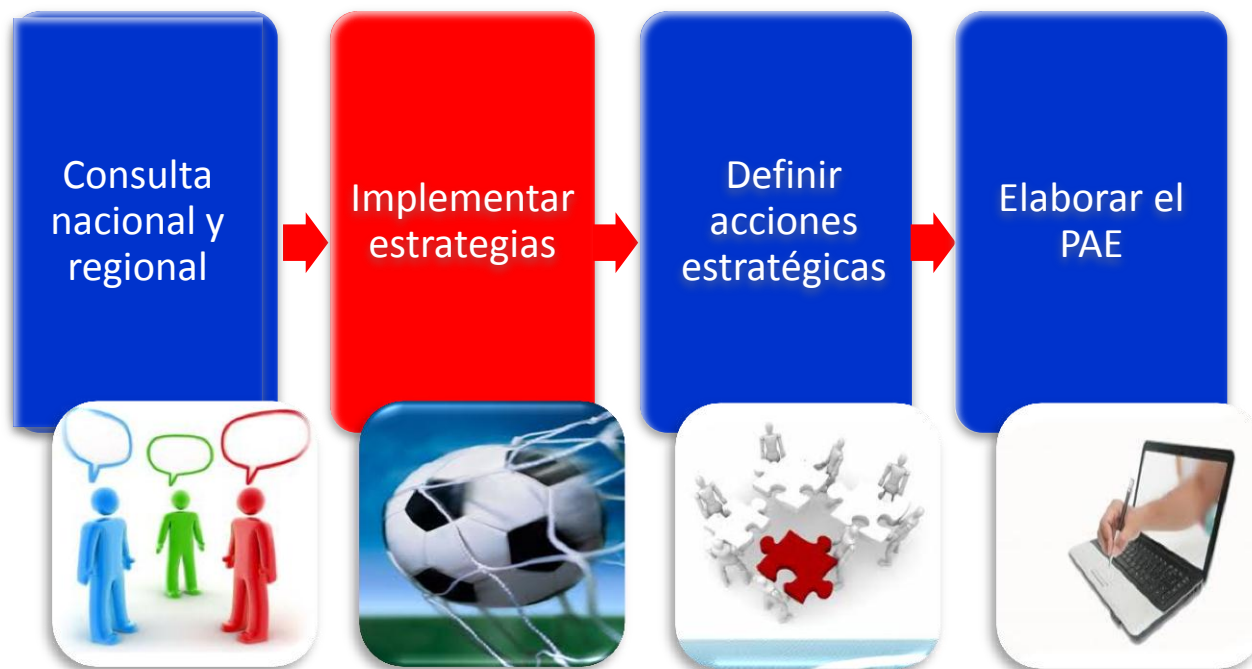 Consulta
nacional y
regional
Implementar
estrategias
Definir
acciones
estratégicas
Elaborar el
PAE